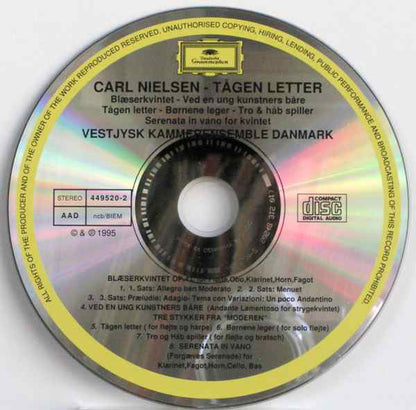 ALL RIGHTS OF THE PRODUCER AND OF THE OWNER OF THE WORK REPRODUCED RESERVED. UNAUTHORISED COPYING, HIRING, LENDING, PUBLIC PERFORMANCE AND BROADCASTING OF THIS RECORD PROHIBITED.
Deutsche
Grammophon
CARL NIELSEN - TÅGEN LETTER
Blæserkvintet - Ved en ung kunstners båre
Tågen letter - Børnene leger - Tro & håb spiller
Serenata in vano for kvintet
VESTJYSK KAMMERENSEMBLE DANMARK
STEREO 449520-2
AAD ncb/BIEM
© & ℗ 1995
COMPACT
disc
DIGITAL AUDIO
BLÆSERKVINTET OP. Obo, Klarinet, Horn, Fagot
1. 1. Sats: Allegro ben Moderato 2. 2 Sats: Menuet
3. 3. Sats: Præludie: Adagio- Tema con Variazioni: Un poco Andantino
4. VED EN UNG KUNSTNERS BÅRE (Andante Lamentoso for strygekvintet)
TRE STYKKER FRA "MODEREN"
5. Tågen letter ( for fløjte og harpe) 6. Børnene leger ( for solo fløjte)
7. Tro og Håb spiller ( for fløjte og bratsch)
8. SERENATA IN VANO
(Forgæves Serenade) for
Klarinet, Fagot, Horn, Cello, Bas